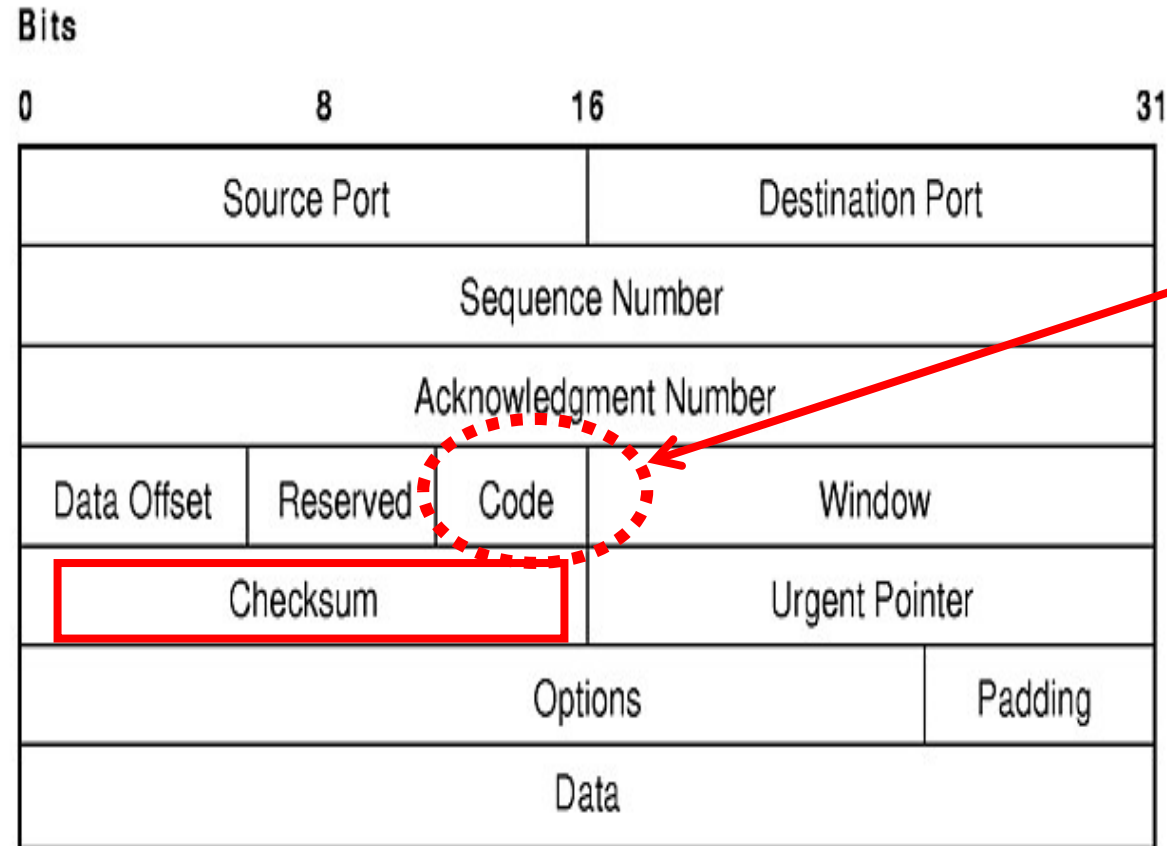 Bits
0 8 16 31
Source Port Destination Port
Sequence Number
Acknowledgment Number
Data Offset Reserved Code Window
Checksum Urgent Pointer
Options Padding
Data